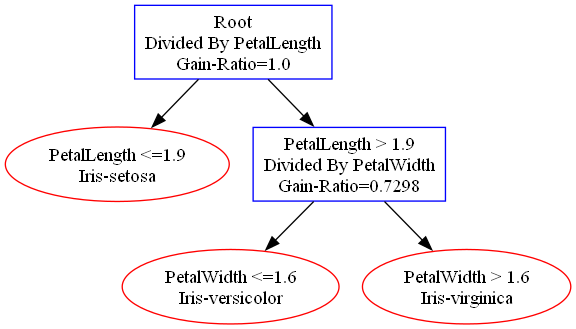 Root
Divided By PetalLength
Gain-Ratio=1.0
PetalLength <=1.9
Iris-setosa
PetalLength > 1.9
Divided By PetalWidth
Gain-Ratio=0.7298
PetalWidth <=1.6
Iris-versicolor
PetalWidth > 1.6
Iris-virginica